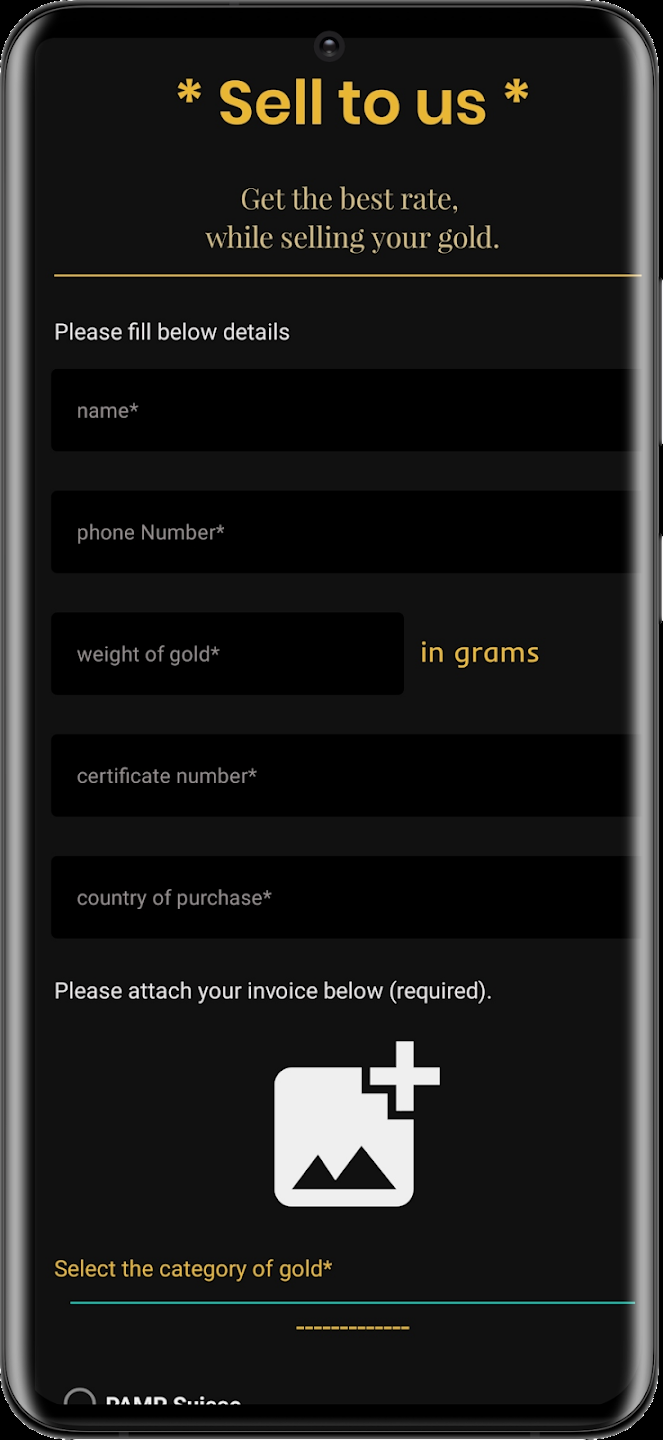 * Sell to us *
Get the best rate,
while selling your gold.
Please fill below details
name*
phone Number*
weight of gold*
in grams
certificate number*
country of purchase*
Please attach your invoice below (required).
Select the category of gold*
-------------
PAMP Suisse